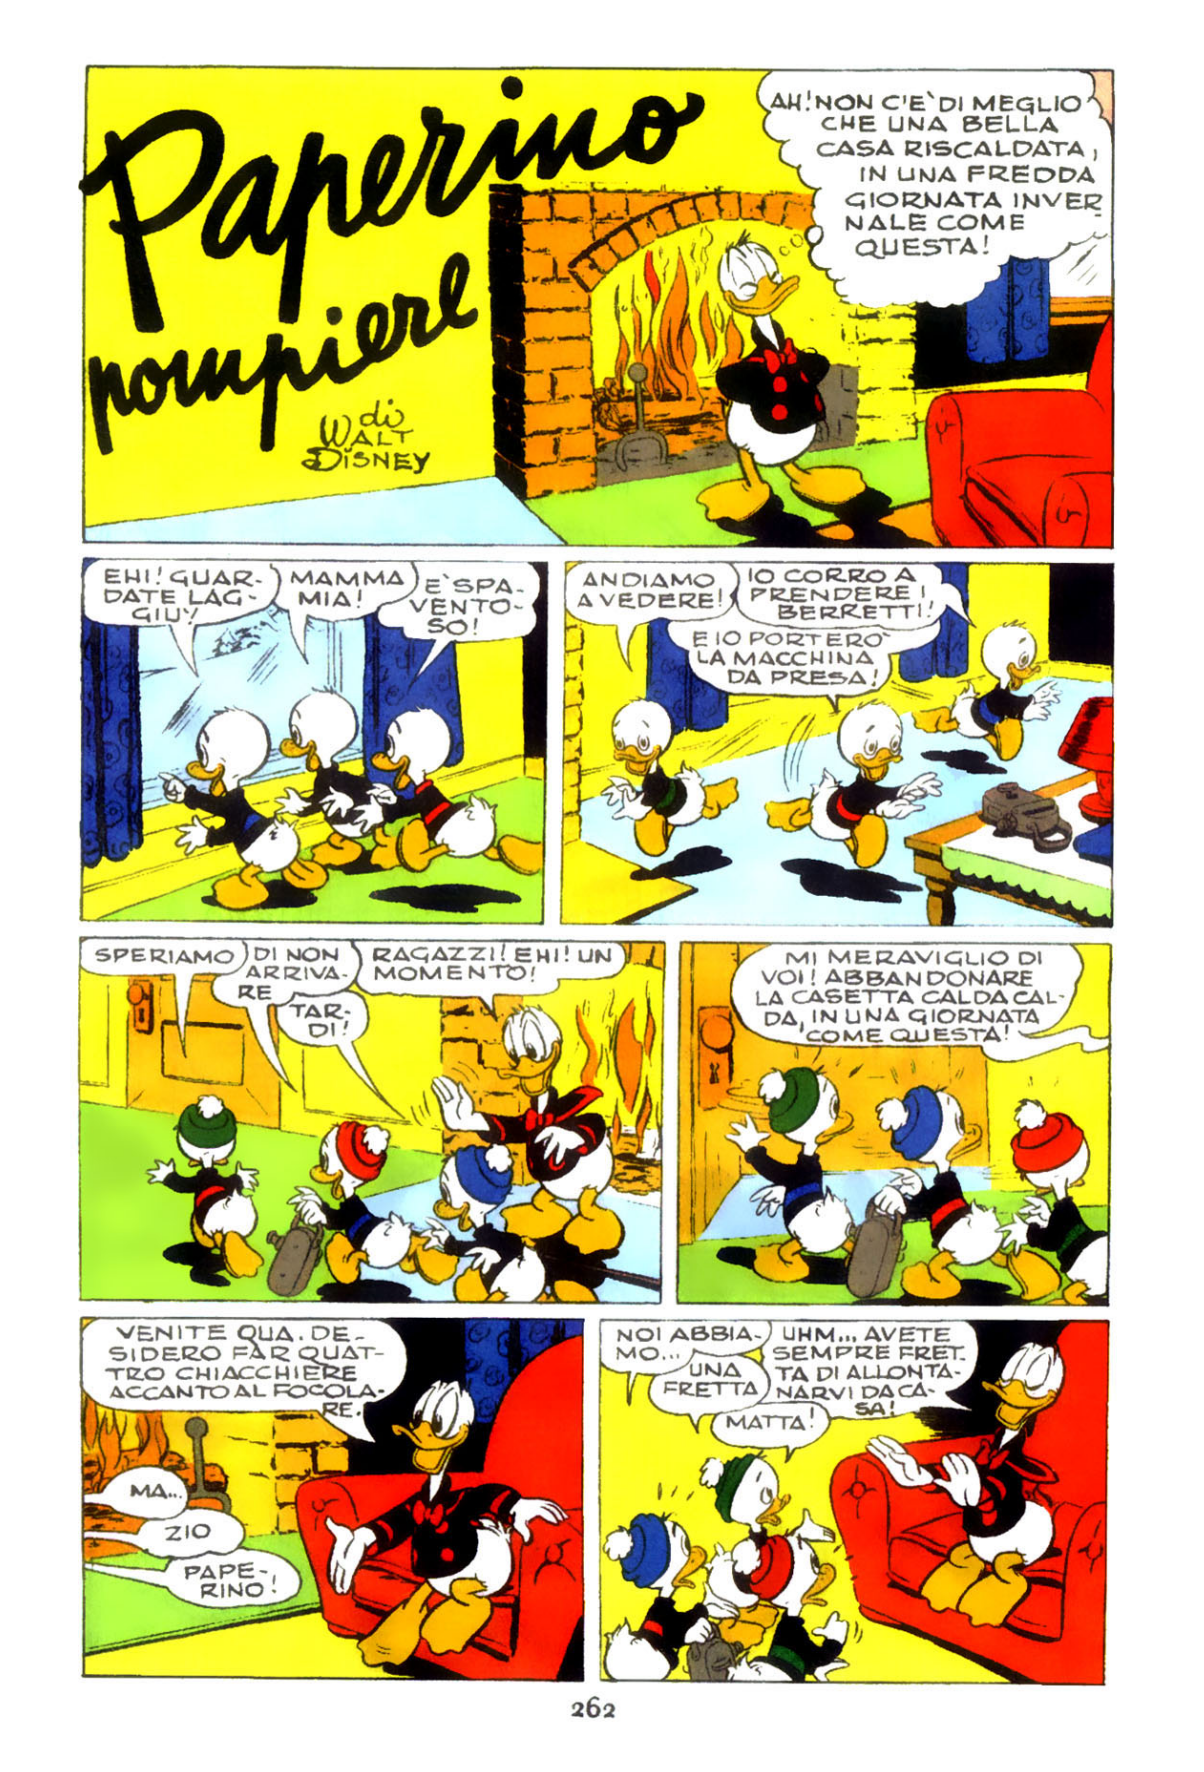 Paperino
pompiere
di
WALT
DISNEY
AH! NON C'E` DI MEGLIO
CHE UNA BELLA
CASA RISCALDATA,
IN UNA FREDDA
GIORNATA INVER-
NALE COME
QUESTA!
EHI! GUAR-
DATE LAG-
GIU'!
MAMMA
MIA!
E` SPA-
VENTO-
SO!
ANDIAMO
A VEDERE!
IO CORRO A
PRENDERE I
BERRETTI!
E IO PORTERO`
LA MACCHINA
DA PRESA!
SPERIAMO
DI NON
ARRIVA-
RE
TAR-
DI!
RAGAZZI! EHI! UN
MOMENTO!
MI MERAVIGLIO DI
VOI! ABBANDONARE
LA CASETTA CALDA CAL-
DA, IN UNA GIORNATA
COME QUESTA!
VENITE QUA. DE-
SIDERO FAR QUAT-
TRO CHIACCHIERE
ACCANTO AL FOCOLA-
RE.
MA...
ZIO
PAPE-
RINO!
NOI ABBIA-
MO...
UNA
FRETTA
MATTA!
UHM... AVETE
SEMPRE FRET-
TA DI ALLONTA-
NARVI DA CA-
SA!
262